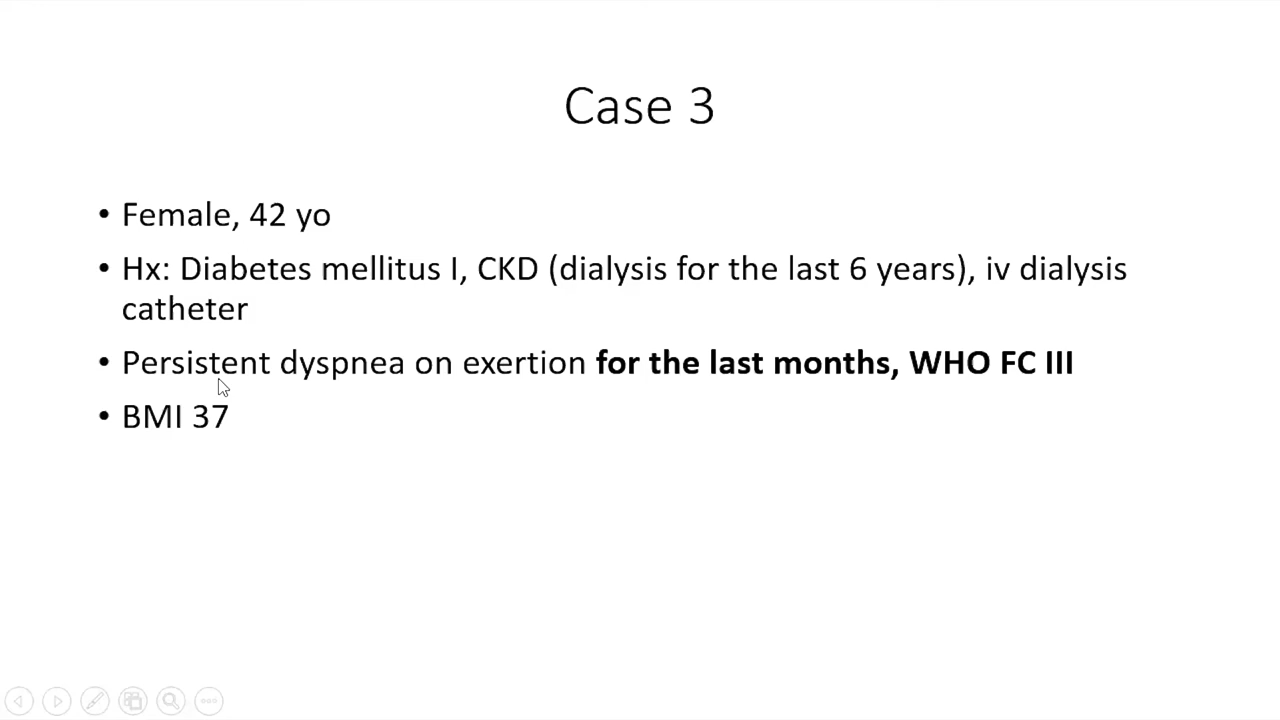 Case 3
• Female, 42 yo
• Hx: Diabetes mellitus I, CKD (dialysis for the last 6 years), iv dialysis
catheter
• Persistent dyspnea on exertion for the last months, WHO FC III
• BMI 37